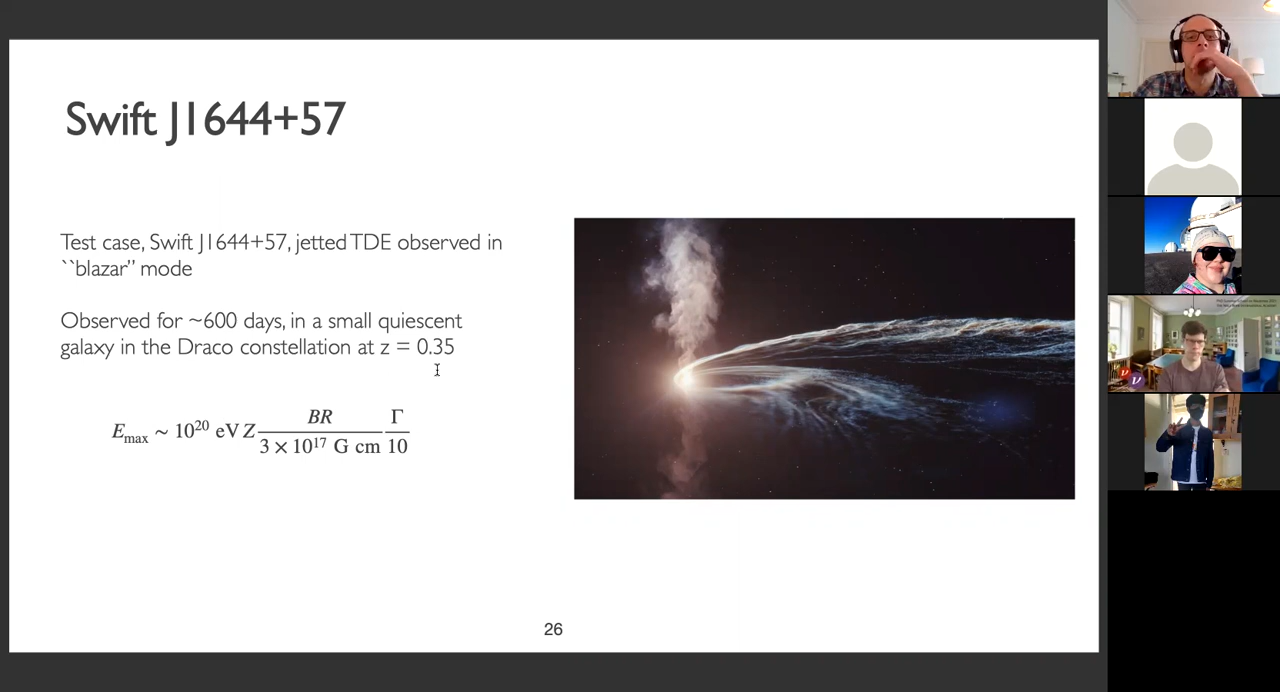 Swift J1644+57
Test case, Swift J1644+57, jetted TDE observed in
``blazar” mode
Observed for ~600 days, in a small quiescent
galaxy in the Draco constellation at z = 0.35
E_max ~ 10^20 eV Z BR / 3 × 10^17 G cm Γ / 10
26